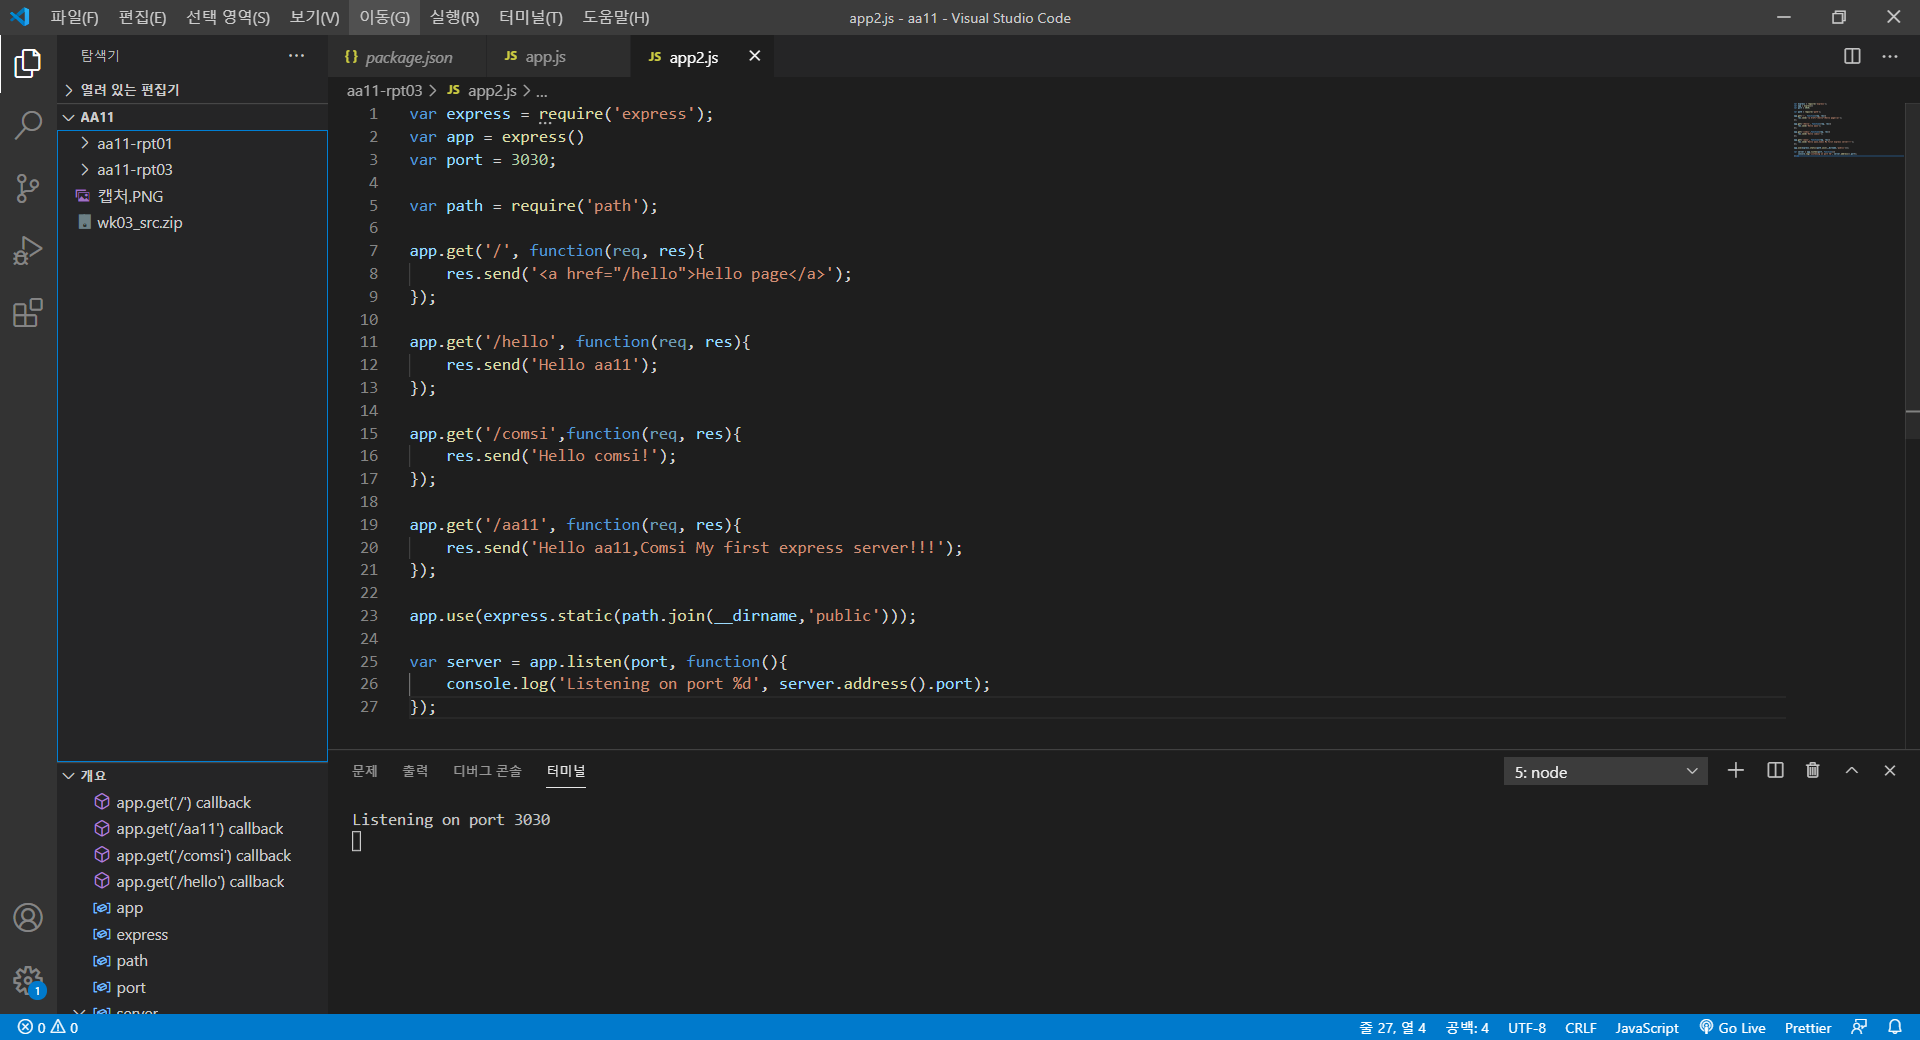 파일(F) 편집(E) 선택 영역(S) 보기(V) 이동(G) 실행(R) 터미널(T) 도움말(H)
app2.js - aa11 - Visual Studio Code
탐색기
열려 있는 편집기
AA11
aa11-rpt01
aa11-rpt03
캡처.PNG
wk03_src.zip
개요
app.get('/') callback
app.get('/aa11') callback
app.get('/comsi') callback
app.get('/hello') callback
app
express
path
port
server
{} package.json JS app.js JS app2.js
aa11-rpt03 > JS app2.js > ...
1 var express = require('express');
2 var app = express()
3 var port = 3030;
4
5 var path = require('path');
6
7 app.get('/', function(req, res){
8 res.send('<a href="/hello">Hello page</a>');
9 });
10
11 app.get('/hello', function(req, res){
12 res.send('Hello aa11');
13 });
14
15 app.get('/comsi',function(req, res){
16 res.send('Hello comsi!');
17 });
18
19 app.get('/aa11', function(req, res){
20 res.send('Hello aa11,Comsi My first express server!!!');
21 });
22
23 app.use(express.static(path.join(__dirname,'public')));
24
25 var server = app.listen(port, function(){
26 console.log('Listening on port %d', server.address().port);
27 });
문제 출력 디버그 콘솔 터미널
5: node
Listening on port 3030
1
0 0
줄 27, 열 4 공백: 4 UTF-8 CRLF JavaScript Go Live Prettier